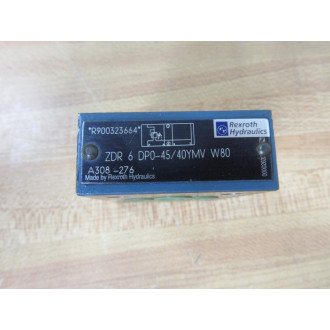 *R900323664*
Rexroth
Hydraulics
ZDR 6 DP0-45/40YMV W80
A308 -276
Made by Rexroth Hydraulics